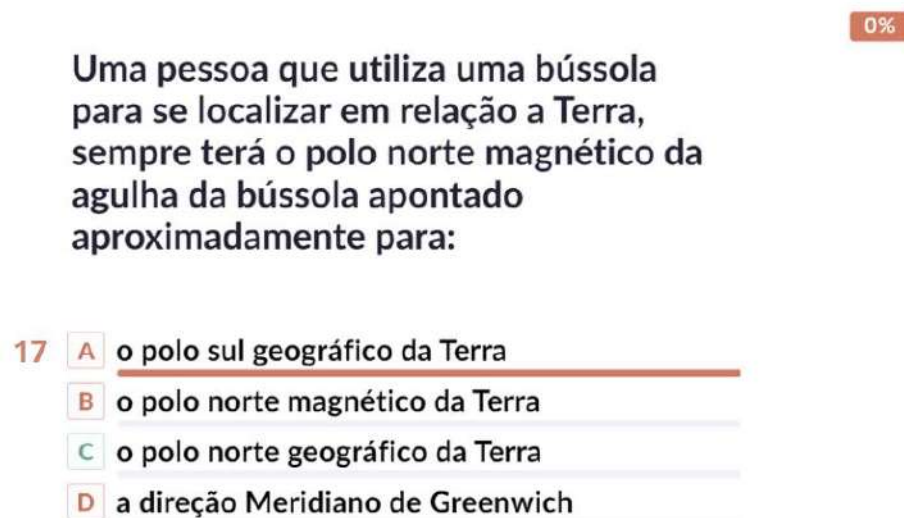 0%
Uma pessoa que utiliza uma bússola
para se localizar em relação a Terra,
sempre terá o polo norte magnético da
agulha da bússola apontado
aproximadamente para:
17 A o polo sul geográfico da Terra
B o polo norte magnético da Terra
C o polo norte geográfico da Terra
D a direção Meridiano de Greenwich